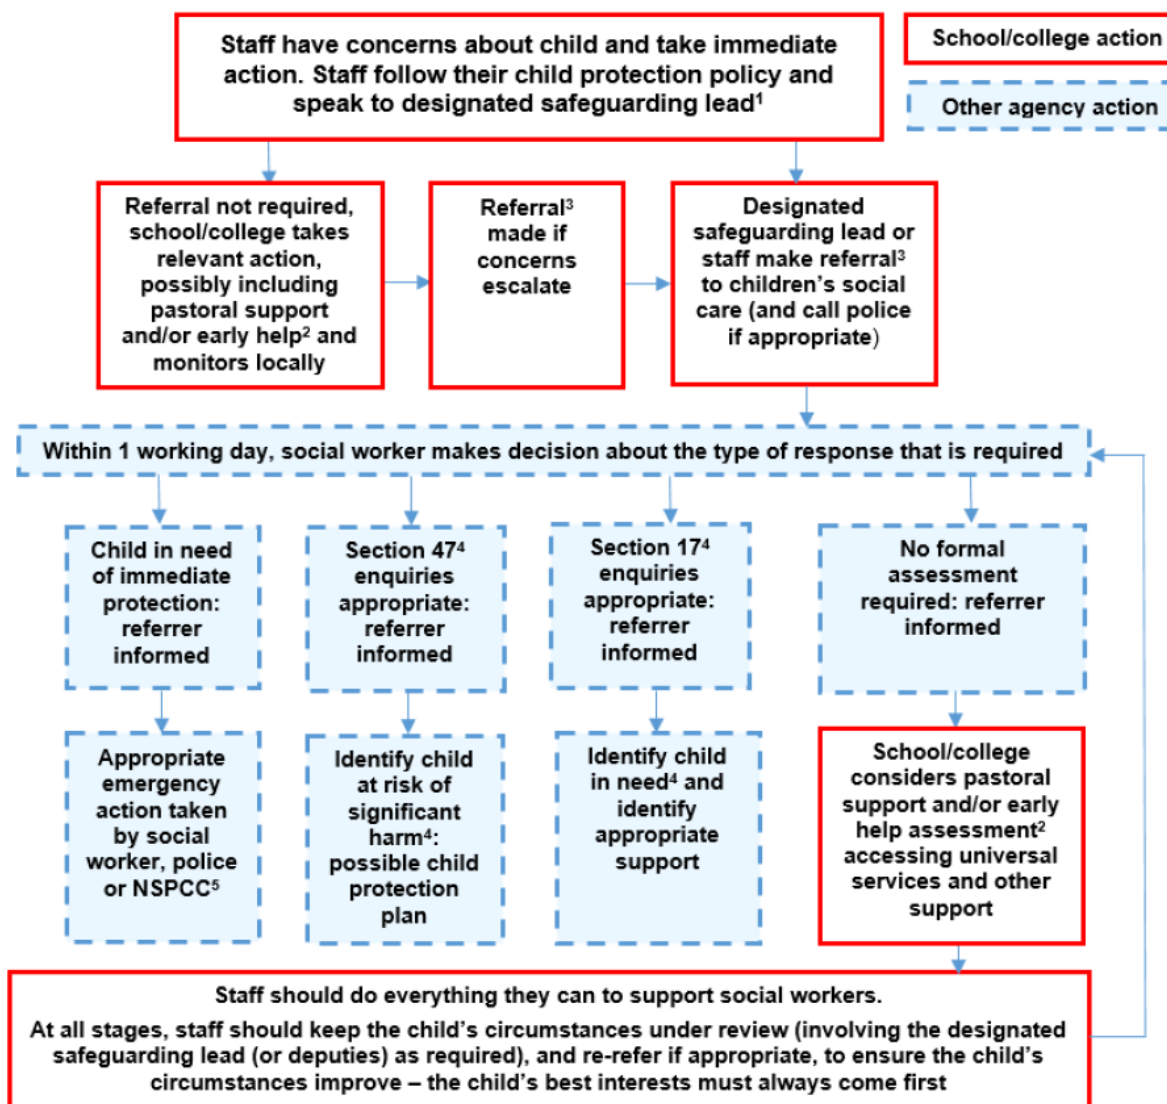 Staff have concerns about child and take immediate
action. Staff follow their child protection policy and
speak to designated safeguarding lead¹
School/college action
Other agency action
Referral not required,
school/college takes
relevant action,
possibly including
pastoral support
and/or early help² and
monitors locally
Referral³
made if
concerns
escalate
Designated
safeguarding lead or
staff make referral³
to children’s social
care (and call police
if appropriate)
Within 1 working day, social worker makes decision about the type of response that is required
Child in need
of immediate
protection:
referrer
informed
Section 47⁴
enquiries
appropriate:
referrer
informed
Section 17⁴
enquiries
appropriate:
referrer
informed
No formal
assessment
required: referrer
informed
Appropriate
emergency
action taken
by social
worker, police
or NSPCC⁵
Identify child
at risk of
significant
harm⁴:
possible child
protection
plan
Identify child
in need⁴ and
identify
appropriate
support
School/college
considers pastoral
support and/or early
help assessment²
accessing universal
services and other
support
Staff should do everything they can to support social workers.
At all stages, staff should keep the child’s circumstances under review (involving the designated
safeguarding lead (or deputies) as required), and re-refer if appropriate, to ensure the child’s
circumstances improve – the child’s best interests must always come first